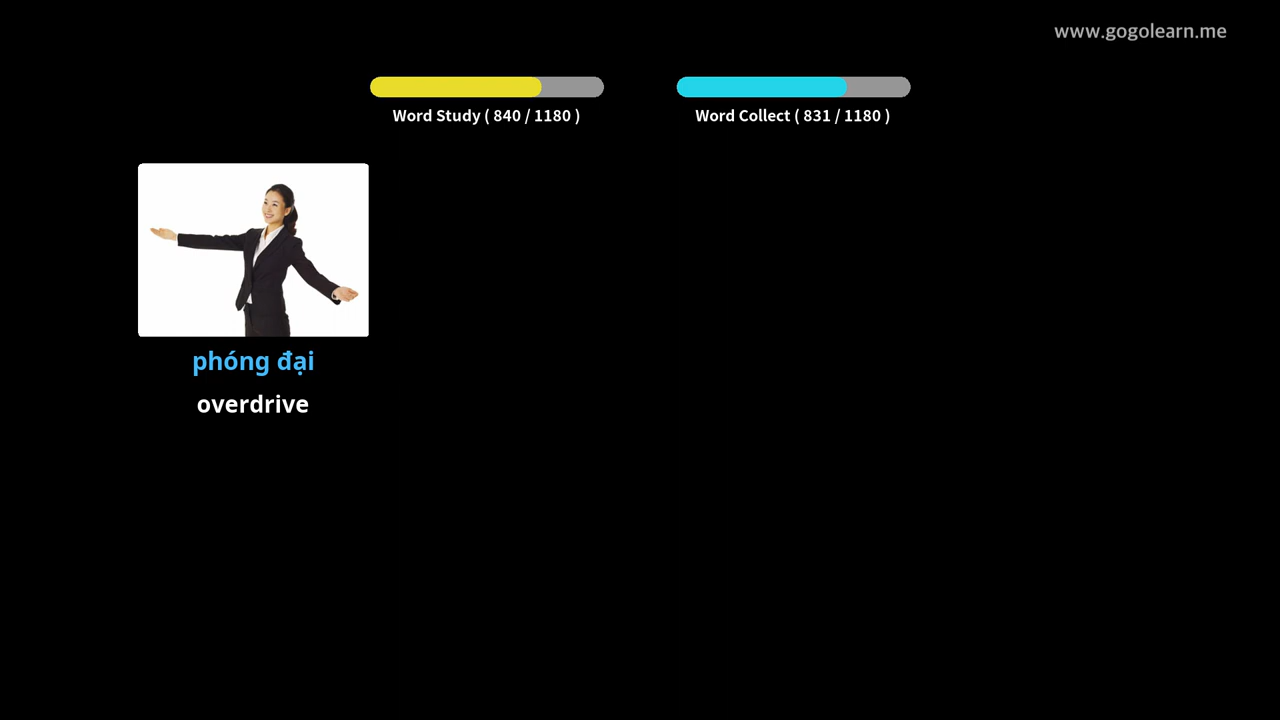 www.gogolearn.me
Word Study ( 840 / 1180 )
Word Collect ( 831 / 1180 )
phóng đại
overdrive